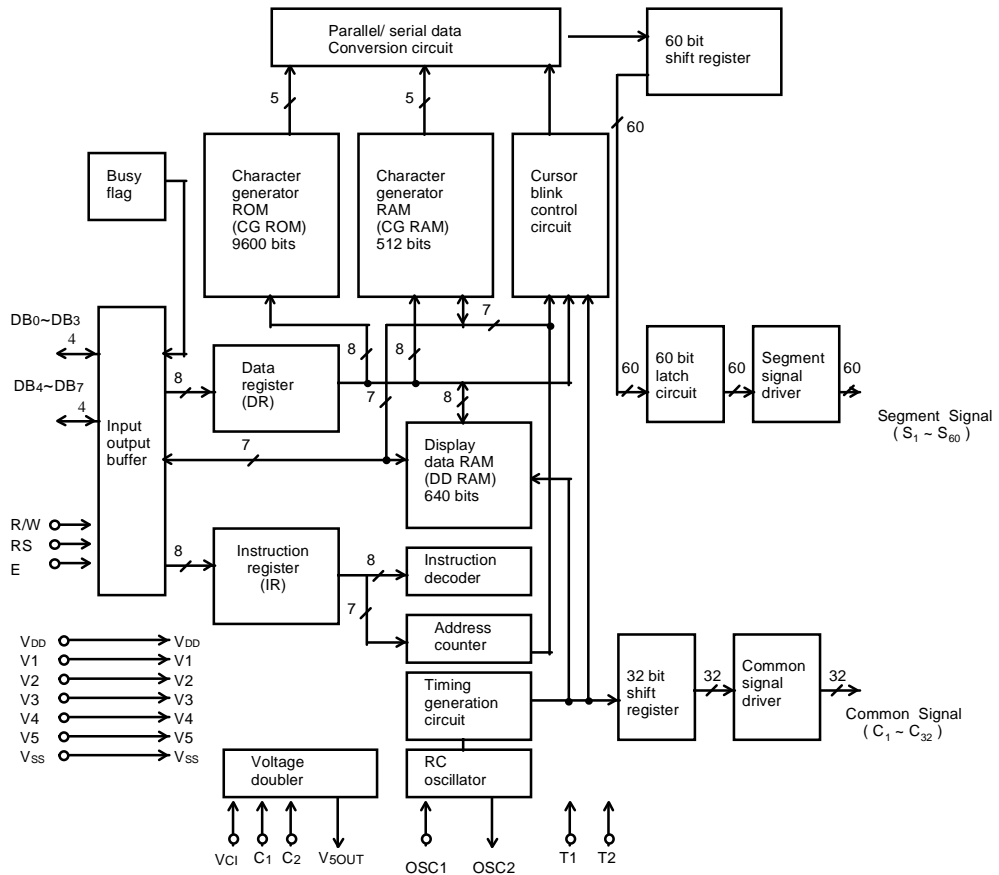 Parallel/ serial data
Conversion circuit
60 bit
shift register
5
5
60
Busy
flag
Character
generator
ROM
(CG ROM)
9600 bits
Character
generator
RAM
(CG RAM)
512 bits
Cursor
blink
control
circuit
DB0~DB3
4
DB4~DB7
4
Input
output
buffer
8
Data
register
(DR)
8
8
7
7
8
7
Display
data RAM
(DD RAM)
640 bits
60
60 bit
latch
circuit
60
Segment
signal
driver
60
Segment Signal
( S1 ~ S60 )
R/W
RS
E
8
Instruction
register
(IR)
8
7
Instruction
decoder
Address
counter
Timing
generation
circuit
RC
oscillator
32 bit
shift
register
32
Common
signal
driver
32
Common Signal
( C1 ~ C32 )
VDD VDD
V1 V1
V2 V2
V3 V3
V4 V4
V5 V5
VSS VSS
Voltage
doubler
VCI C1 C2 V5OUT
OSC1 OSC2
T1 T2